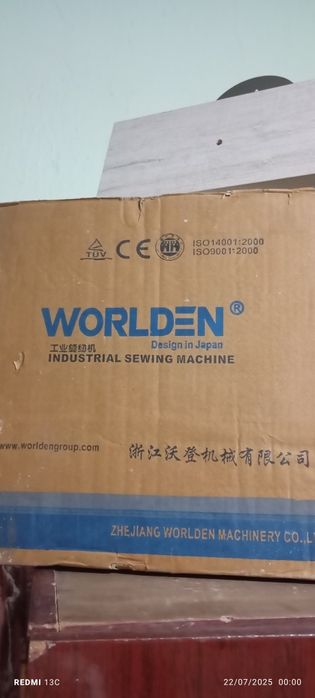 TÜV CE ISO14001:2000
ISO9001:2000
WORLDEN®
Design in Japan
工业缝纫机
INDUSTRIAL SEWING MACHINE
www.worldengroup.com
浙江沃登机械有限公司
ZHEJIANG WORLDEN MACHINERY CO.,L
REDMI 13C
22/07/2025 00:00